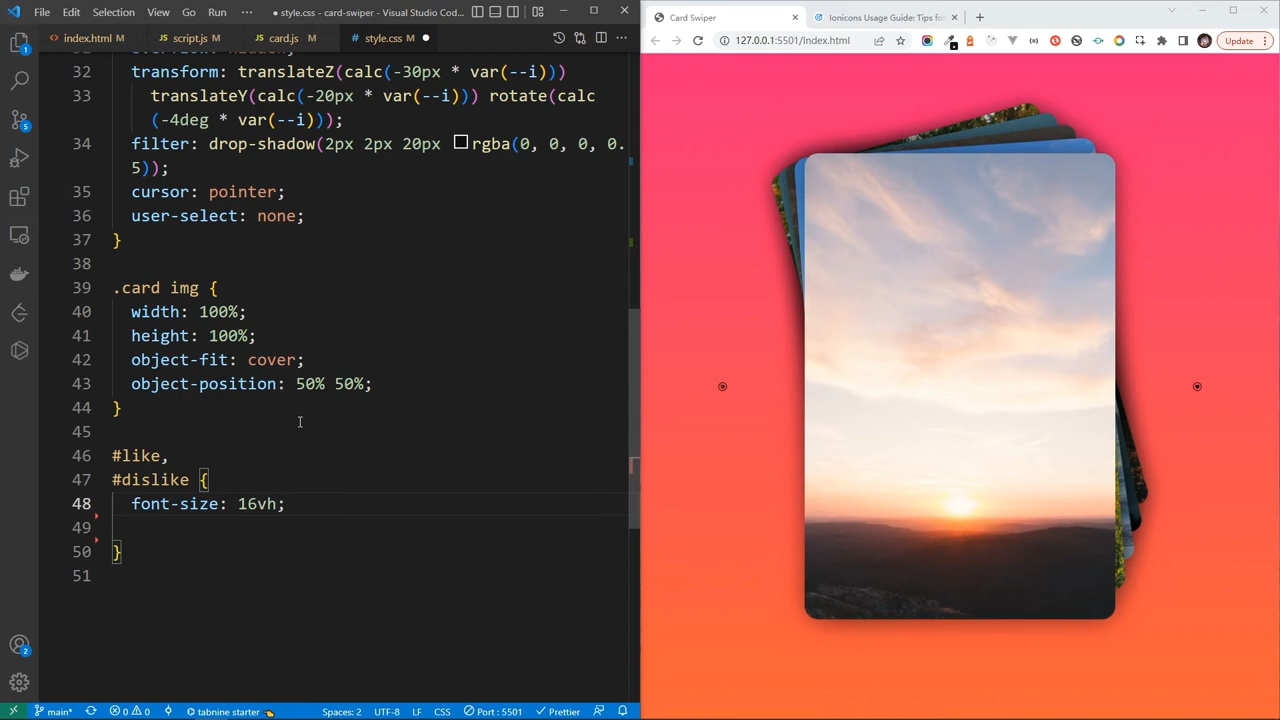 File Edit Selection View Go Run ● style.css - card-swiper - Visual Studio Cod...
index.html M script.js M card.js M style.css ●
32 transform: translateZ(calc(-30px * var(--i)))
33 translateY(calc(-20px * var(--i))) rotate(calc
(-4deg * var(--i)));
34 filter: drop-shadow(2px 2px 20px rgba(0, 0, 0, 0.
5));
35 cursor: pointer;
36 user-select: none;
37 }
38
39 .card img {
40 width: 100%;
41 height: 100%;
42 object-fit: cover;
43 object-position: 50% 50%;
44 }
45
46 #like,
47 #dislike {
48 font-size: 16vh;
49
50 }
51
main* 0 0 tabnine starter Spaces: 2 UTF-8 LF CSS Port : 5501 Prettier
Card Swiper Ionicons Usage Guide: Tips fo
127.0.0.1:5501/index.html Update
1
5
2